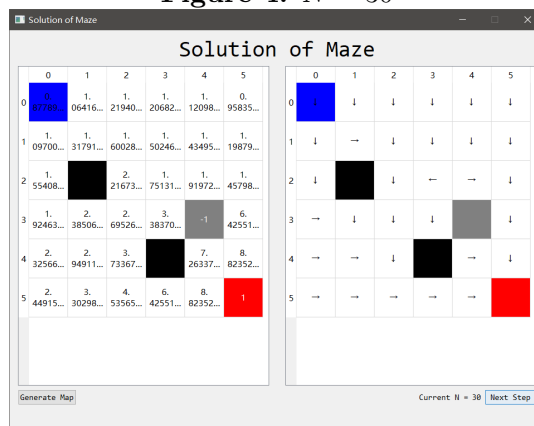 Figure 4: N = 30
Solution of Maze
Solution of Maze
0 1 2 3 4 5 0 1 2 3 4 5
0 0. 1. 1. 1. 1. 0. 0 ↓ ↓ ↓ ↓ ↓ ↓
06416... 21940... 20682... 12098... 95835...
1 1. 1. 1. 1. 1. 1. 1 ↓ → ↓ ↓ ↓ ↓
09700... 31791... 60028... 50246... 43495... 19879...
2 1. 2. 1. 1. 1. 2 ↓ ↓ ← → ↓
55408... 21673... 75131... 91972... 45798...
3 1. 2. 2. 3. -1 6. 3 → ↓ ↓ ↓ ↓
92463... 38506... 69526... 38370... 42551...
4 2. 2. 3. 7. 8. 4 → → ↓ → ↓
32566... 94911... 73367... 26337... 82352...
5 2. 3. 4. 6. 8. 1 5 → → → → →
44915... 30298... 53565... 42551... 82352...
Generate Map Current N = 30 Next Step